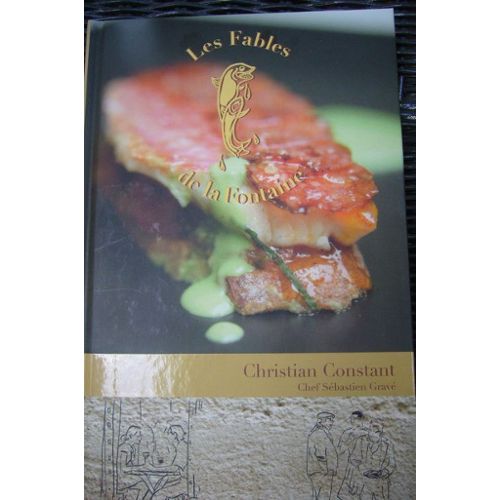 Les Fables
de la Fontaine
Christian Constant
Chef Sébastien Gravé